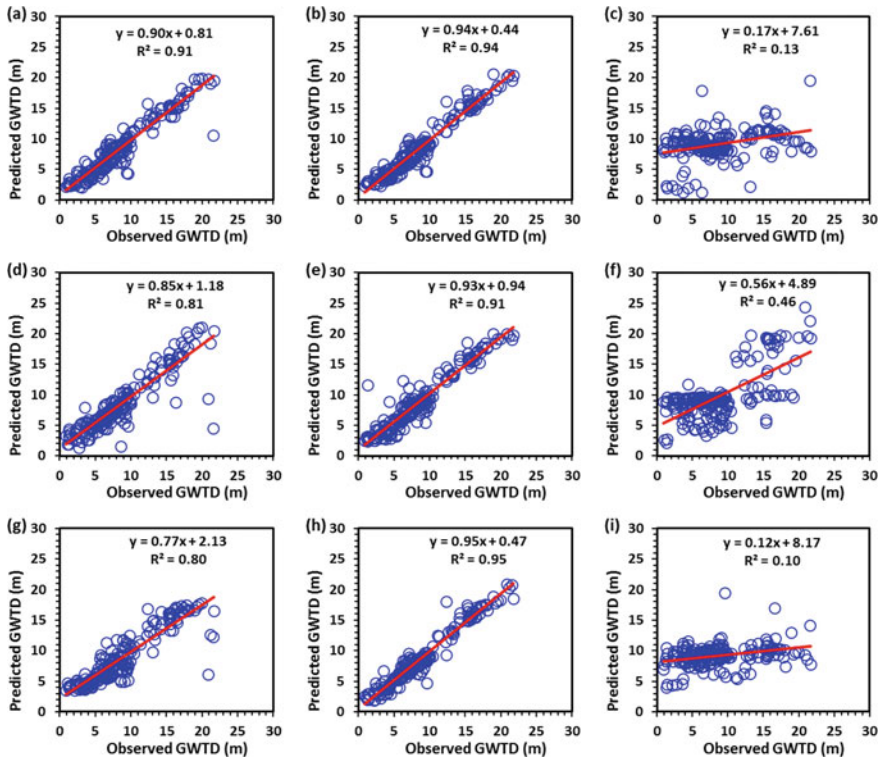 (a)
y = 0.90x + 0.81
R² = 0.91
Predicted GWTD (m)
30
25
20
15
10
5
0
0 5 10 15 20 25 30
Observed GWTD (m)
(b)
y = 0.94x + 0.44
R² = 0.94
Predicted GWTD (m)
30
25
20
15
10
5
0
0 5 10 15 20 25 30
Observed GWTD (m)
(c)
y = 0.17x + 7.61
R² = 0.13
Predicted GWTD (m)
30
25
20
15
10
5
0
0 10 20 30
Observed GWTD (m)
(d)
y = 0.85x + 1.18
R² = 0.81
Predicted GWTD (m)
30
25
20
15
10
5
0
0 5 10 15 20 25 30
Observed GWTD (m)
(e)
y = 0.93x + 0.94
R² = 0.91
Predicted GWTD (m)
30
25
20
15
10
5
0
0 5 10 15 20 25 30
Observed GWTD (m)
(f)
y = 0.56x + 4.89
R² = 0.46
Predicted GWTD (m)
30
25
20
15
10
5
0
0 10 20 30
Observed GWTD (m)
(g)
y = 0.77x + 2.13
R² = 0.80
Predicted GWTD (m)
30
25
20
15
10
5
0
0 5 10 15 20 25 30
Observed GWTD (m)
(h)
y = 0.95x + 0.47
R² = 0.95
Predicted GWTD (m)
30
25
20
15
10
5
0
0 5 10 15 20 25 30
Observed GWTD (m)
(i)
y = 0.12x + 8.17
R² = 0.10
Predicted GWTD (m)
30
25
20
15
10
5
0
0 10 20 30
Observed GWTD (m)